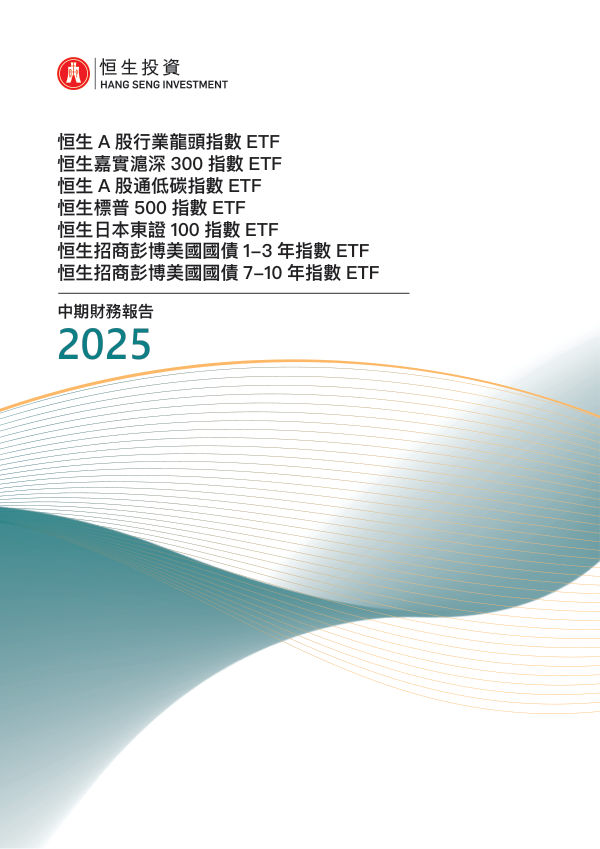 恒生投資
HANG SENG INVESTMENT
恒生 A 股行業龍頭指數 ETF
恒生嘉實滬深 300 指數 ETF
恒生 A 股通低碳指數 ETF
恒生標普 500 指數 ETF
恒生日本東證 100 指數 ETF
恒生招商彭博美國國債 1–3 年指數 ETF
恒生招商彭博美國國債 7–10 年指數 ETF
中期財務報告
2025